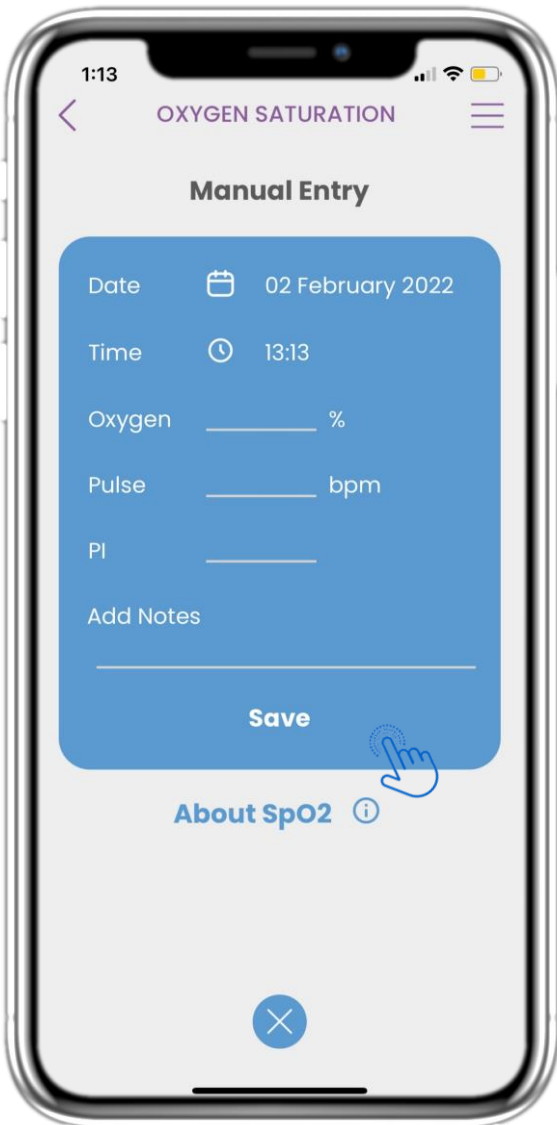 1:13
OXYGEN SATURATION
Manual Entry
Date 02 February 2022
Time 13:13
Oxygen %
Pulse bpm
PI
Add Notes
Save
About SpO2